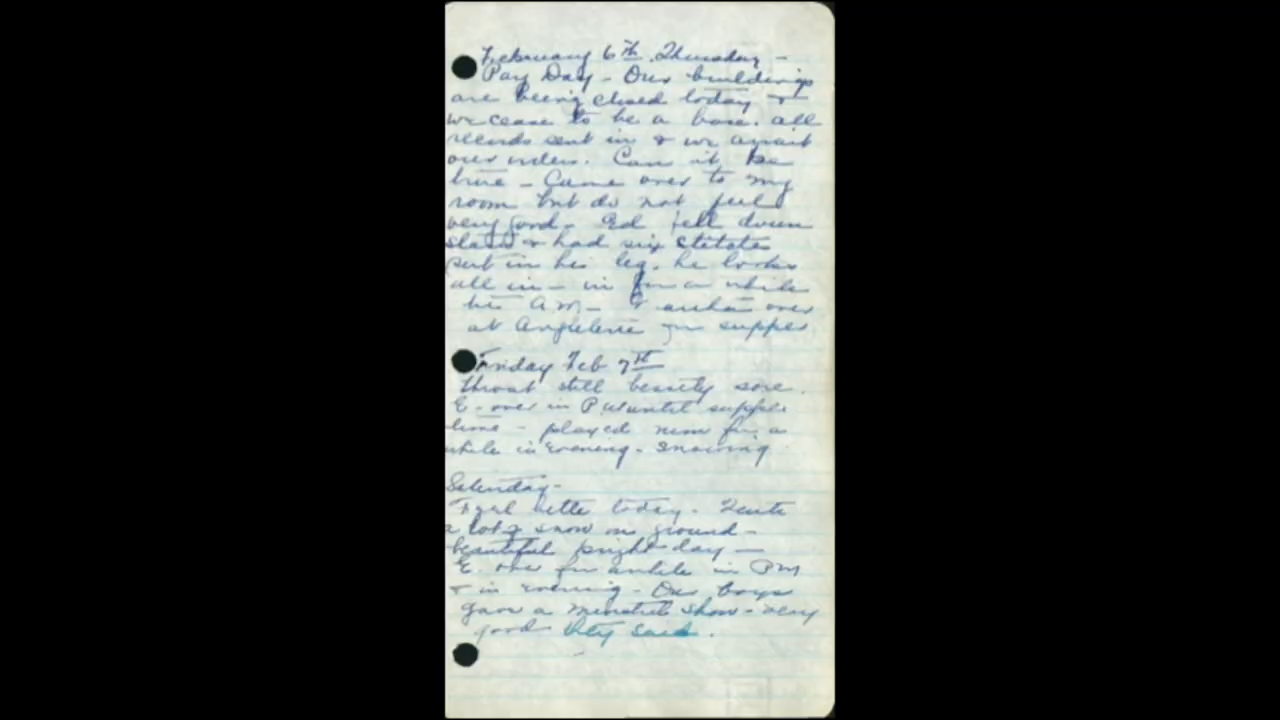 February 6th Thursday -
Pay Day - Our buildings
are being closed today &
we cease to be a base. all
records sent in & we await
our orders. Can it be
true - Came over to my
room but do not feel
very good - Ed fell down
stairs & had six stitches
put in his leg. he looks
all in - in for a while
this A.M. - & over
at Angleterre for supper
Friday Feb 7th
throat still beastly sore.
E. over in P.M. until supper
time - played for a
while in evening - snowing
Saturday -
Feel better today. Quite
a lot of snow on ground -
beautiful bright day -
E. over for awhile in PM
& in evening - Our boys
gave a minstrel show - very
good they said.